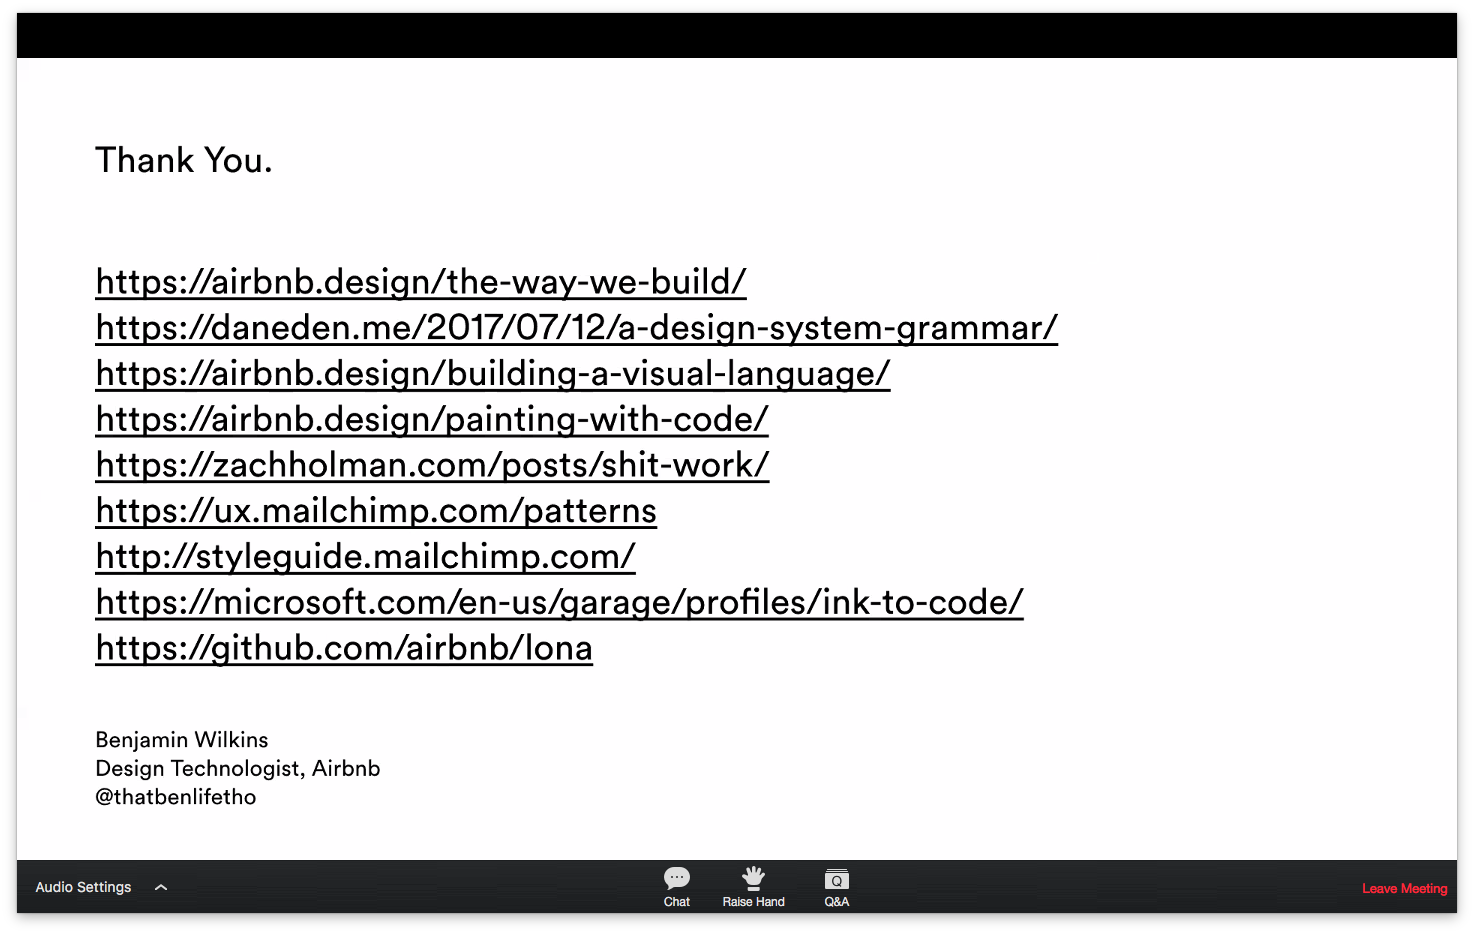 Thank You.
https://airbnb.design/the-way-we-build/
https://daneden.me/2017/07/12/a-design-system-grammar/
https://airbnb.design/building-a-visual-language/
https://airbnb.design/painting-with-code/
https://zachholman.com/posts/shit-work/
https://ux.mailchimp.com/patterns
http://styleguide.mailchimp.com/
https://microsoft.com/en-us/garage/profiles/ink-to-code/
https://github.com/airbnb/lona
Benjamin Wilkins
Design Technologist, Airbnb
@thatbenlifetho
Audio Settings
Q
Chat
Raise Hand
Q&A
Leave Meeting